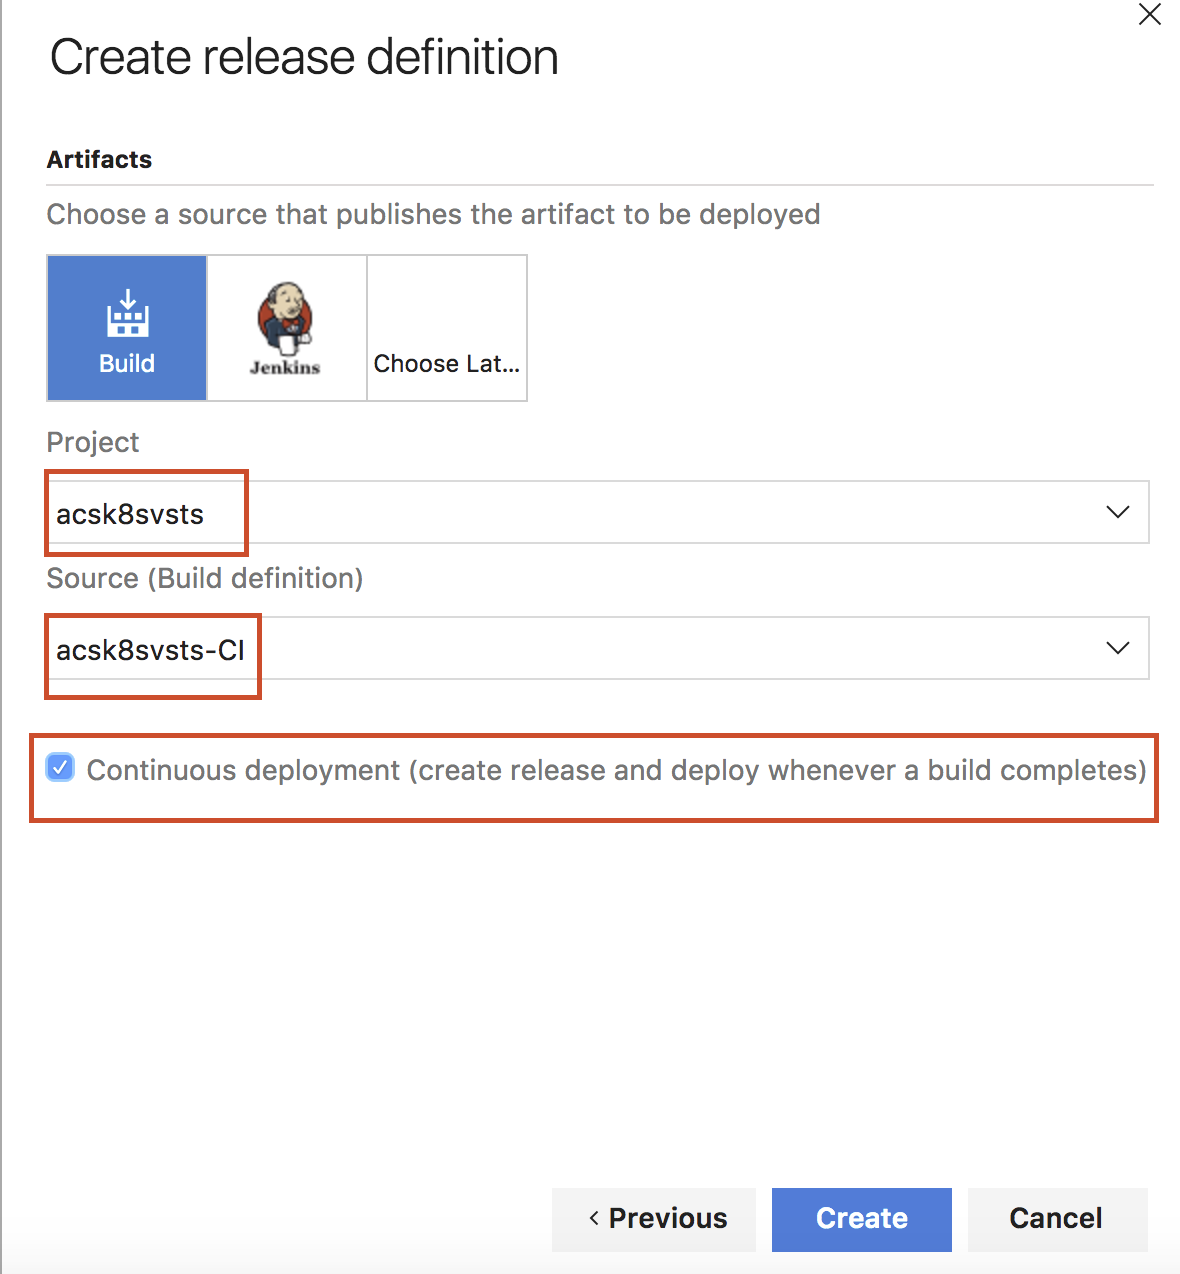 Create release definition
Artifacts
Choose a source that publishes the artifact to be deployed
Build
Jenkins
Choose Lat...
Project
acsk8svsts
Source (Build definition)
acsk8svsts-CI
Continuous deployment (create release and deploy whenever a build completes)
‹ Previous
Create
Cancel